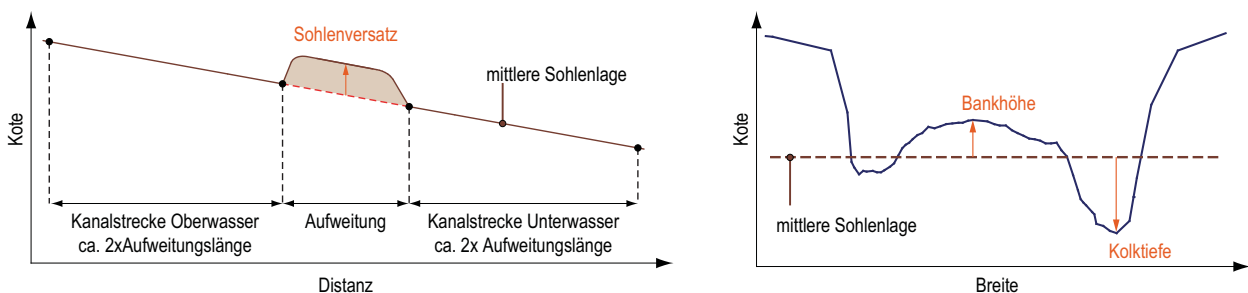 Sohlenversatz
mittlere Sohlenlage
Kote
Kanalstrecke Oberwasser
ca. 2xAufweitungslänge
Aufweitung
Kanalstrecke Unterwasser
ca. 2x Aufweitungslänge
Distanz
Bankhöhe
Kote
mittlere Sohlenlage
Kolktiefe
Breite